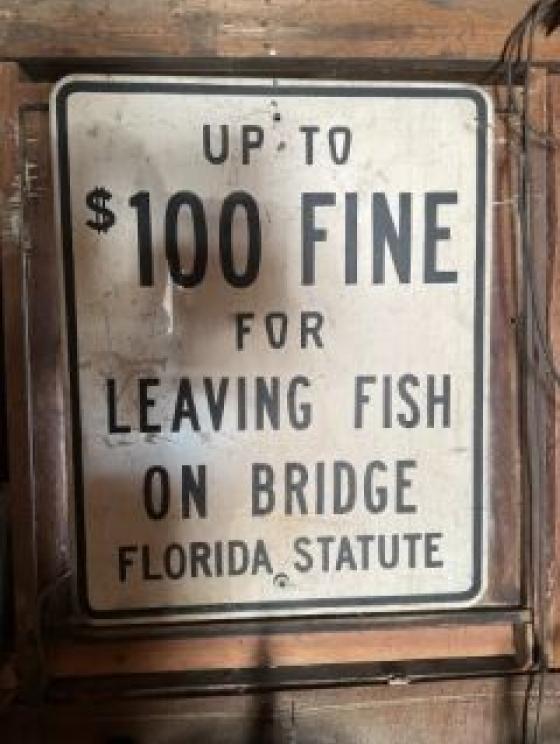 UP TO
$100 FINE
FOR
LEAVING FISH
ON BRIDGE
FLORIDA STATUTE